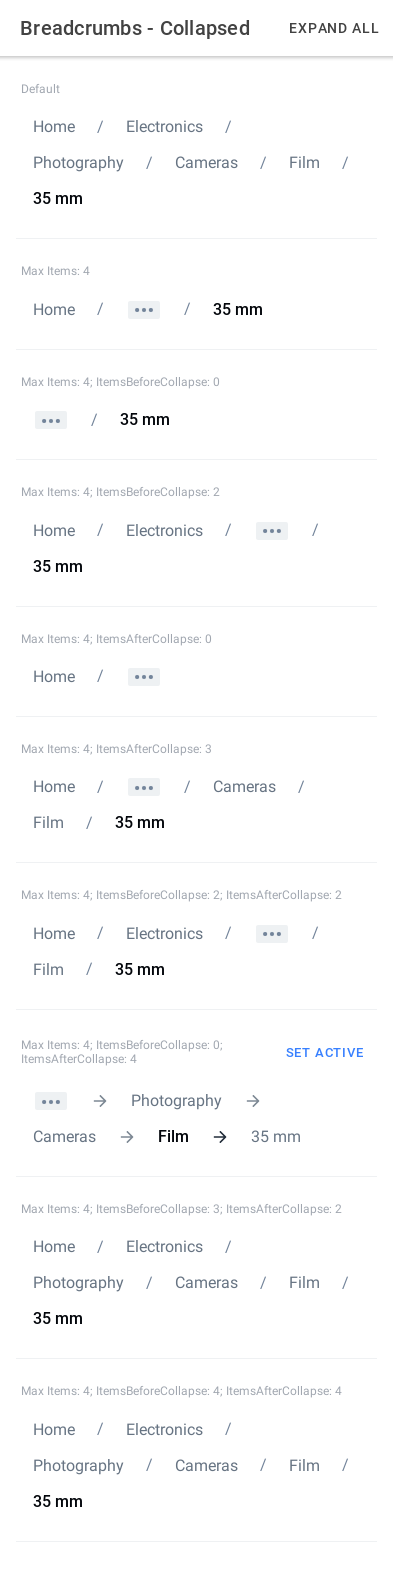 Breadcrumbs - Collapsed EXPAND ALL
Default
Home / Electronics /
Photography / Cameras / Film /
35 mm
Max Items: 4
Home / ••• / 35 mm
Max Items: 4; ItemsBeforeCollapse: 0
••• / 35 mm
Max Items: 4; ItemsBeforeCollapse: 2
Home / Electronics / ••• /
35 mm
Max Items: 4; ItemsAfterCollapse: 0
Home / •••
Max Items: 4; ItemsAfterCollapse: 3
Home / ••• / Cameras /
Film / 35 mm
Max Items: 4; ItemsBeforeCollapse: 2; ItemsAfterCollapse: 2
Home / Electronics / ••• /
Film / 35 mm
Max Items: 4; ItemsBeforeCollapse: 0;
ItemsAfterCollapse: 4
SET ACTIVE
••• → Photography →
Cameras → Film → 35 mm
Max Items: 4; ItemsBeforeCollapse: 3; ItemsAfterCollapse: 2
Home / Electronics /
Photography / Cameras / Film /
35 mm
Max Items: 4; ItemsBeforeCollapse: 4; ItemsAfterCollapse: 4
Home / Electronics /
Photography / Cameras / Film /
35 mm